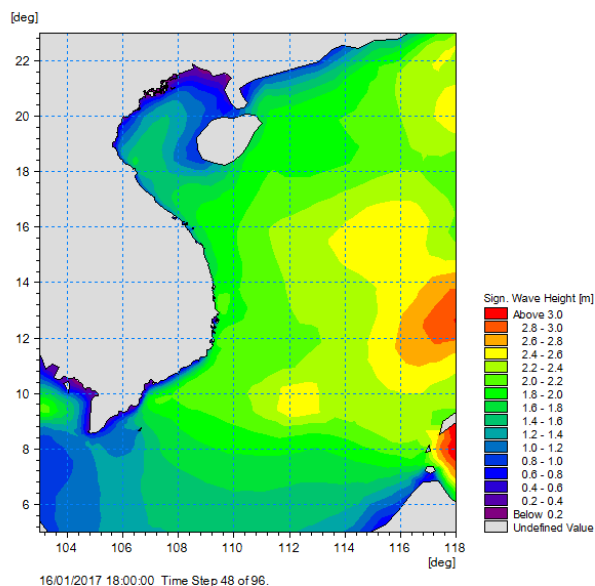 [deg]
22
20
18
16
14
12
10
8
6
104 106 108 110 112 114 116 118
[deg]
Sign. Wave Height [m]
Above 3.0
2.8 - 3.0
2.6 - 2.8
2.4 - 2.6
2.2 - 2.4
2.0 - 2.2
1.8 - 2.0
1.6 - 1.8
1.4 - 1.6
1.2 - 1.4
1.0 - 1.2
0.8 - 1.0
0.6 - 0.8
0.4 - 0.6
0.2 - 0.4
Below 0.2
Undefined Value
16/01/2017 18:00:00 Time Step 48 of 96.